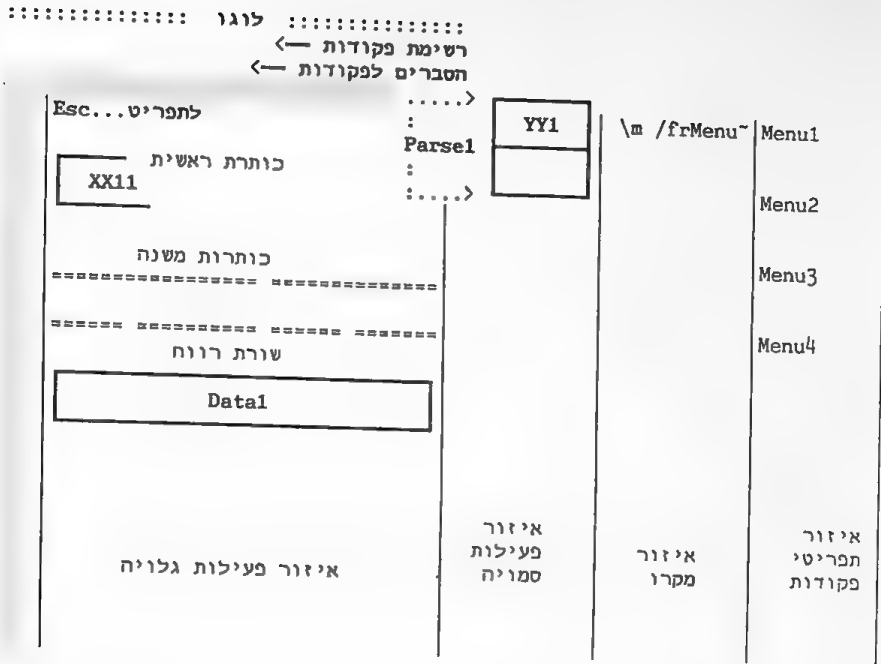 ::::::::::::::: לוגו :::::::::::::::
רשימת פקודות <—
הסברים לפקודות <—
Esc...לתפריט
.....>
:
Parse1
:
:....>
YY1
\m /frMenu~
Menu1
כותרת ראשית
XX11
Menu2
כותרות משנה
================= ==============
Menu3
====== ========== ====== =======
שורת רווח
Menu4
Data1
איזור פעילות גלויה
איזור
פעילות
סמויה
איזור
מקרו
איזור
תפריטי
פקודות